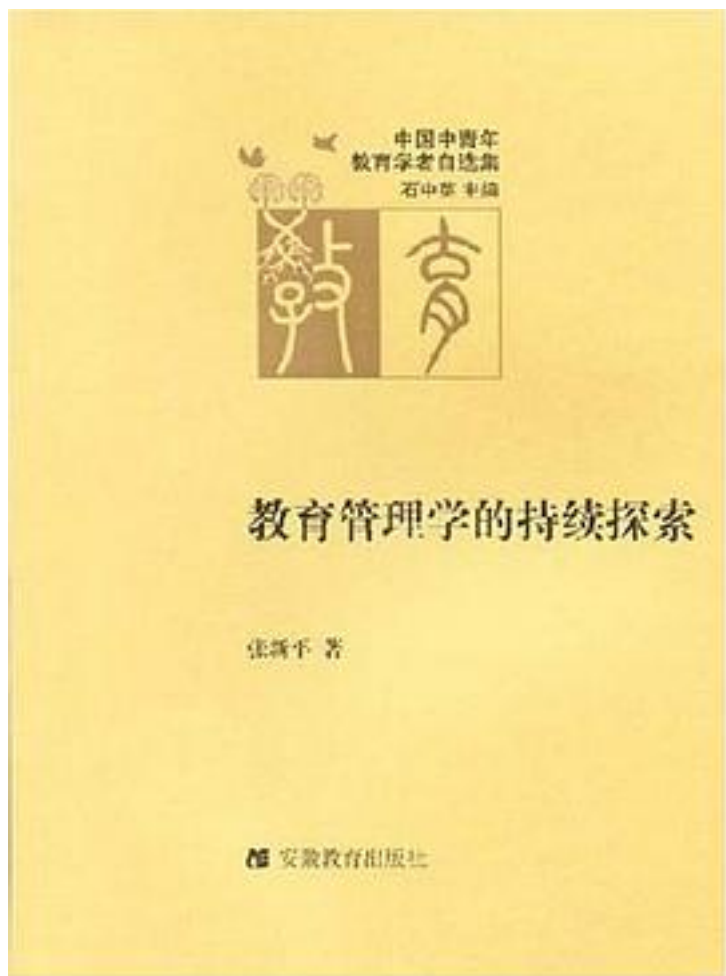 中国中青年
教育学者自选集
石中英 主编
教育
教育管理学的持续探索
张新平 著
安徽教育出版社